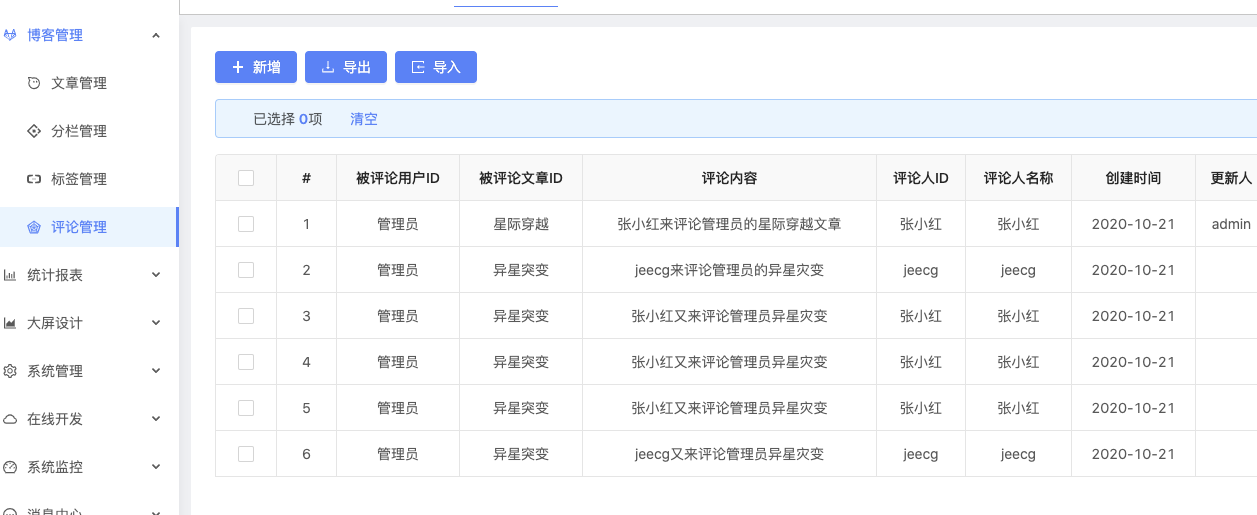 博客管理
文章管理
分栏管理
标签管理
评论管理
统计报表
大屏设计
系统管理
在线开发
系统监控
消息中心
新增 导出 导入
已选择 0项 清空
# 被评论用户ID 被评论文章ID 评论内容 评论人ID 评论人名称 创建时间 更新人
1 管理员 星际穿越 张小红来评论管理员的星际穿越文章 张小红 张小红 2020-10-21 admin
2 管理员 异星突变 jeecg来评论管理员的异星灾变 jeecg jeecg 2020-10-21
3 管理员 异星突变 张小红又来评论管理员异星灾变 张小红 张小红 2020-10-21
4 管理员 异星突变 张小红又来评论管理员异星灾变 张小红 张小红 2020-10-21
5 管理员 异星突变 张小红又来评论管理员异星灾变 张小红 张小红 2020-10-21
6 管理员 异星突变 jeecg又来评论管理员异星灾变 jeecg jeecg 2020-10-21